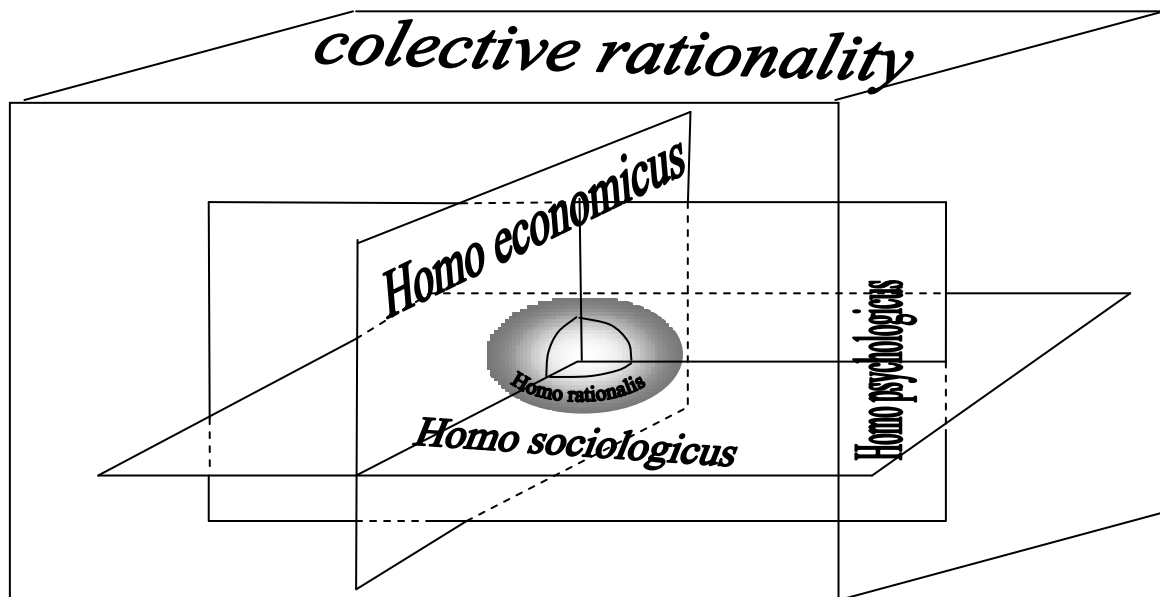 colective rationality
Homo economicus
Homo psychologicus
Homo rationalis
Homo sociologicus